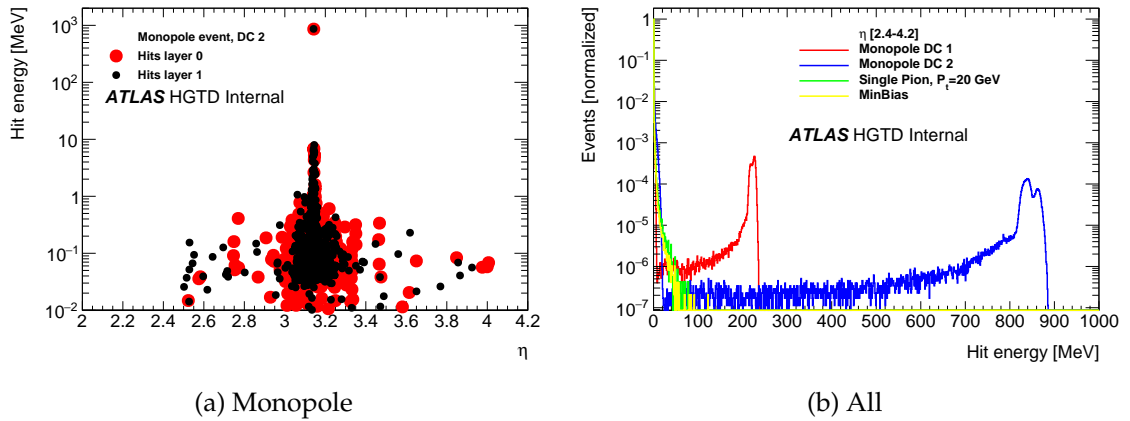 Hit energy [MeV]
10³
10²
10
1
10⁻¹
10⁻²
Monopole event, DC 2
Hits layer 0
Hits layer 1
ATLAS HGTD Internal
2 2.2 2.4 2.6 2.8 3 3.2 3.4 3.6 3.8 4 4.2
η
(a) Monopole
Events [normalized]
1
10⁻¹
10⁻²
10⁻³
10⁻⁴
10⁻⁵
10⁻⁶
10⁻⁷
η [2.4-4.2]
Monopole DC 1
Monopole DC 2
Single Pion, Pₜ=20 GeV
MinBias
ATLAS HGTD Internal
0 100 200 300 400 500 600 700 800 900 1000
Hit energy [MeV]
(b) All